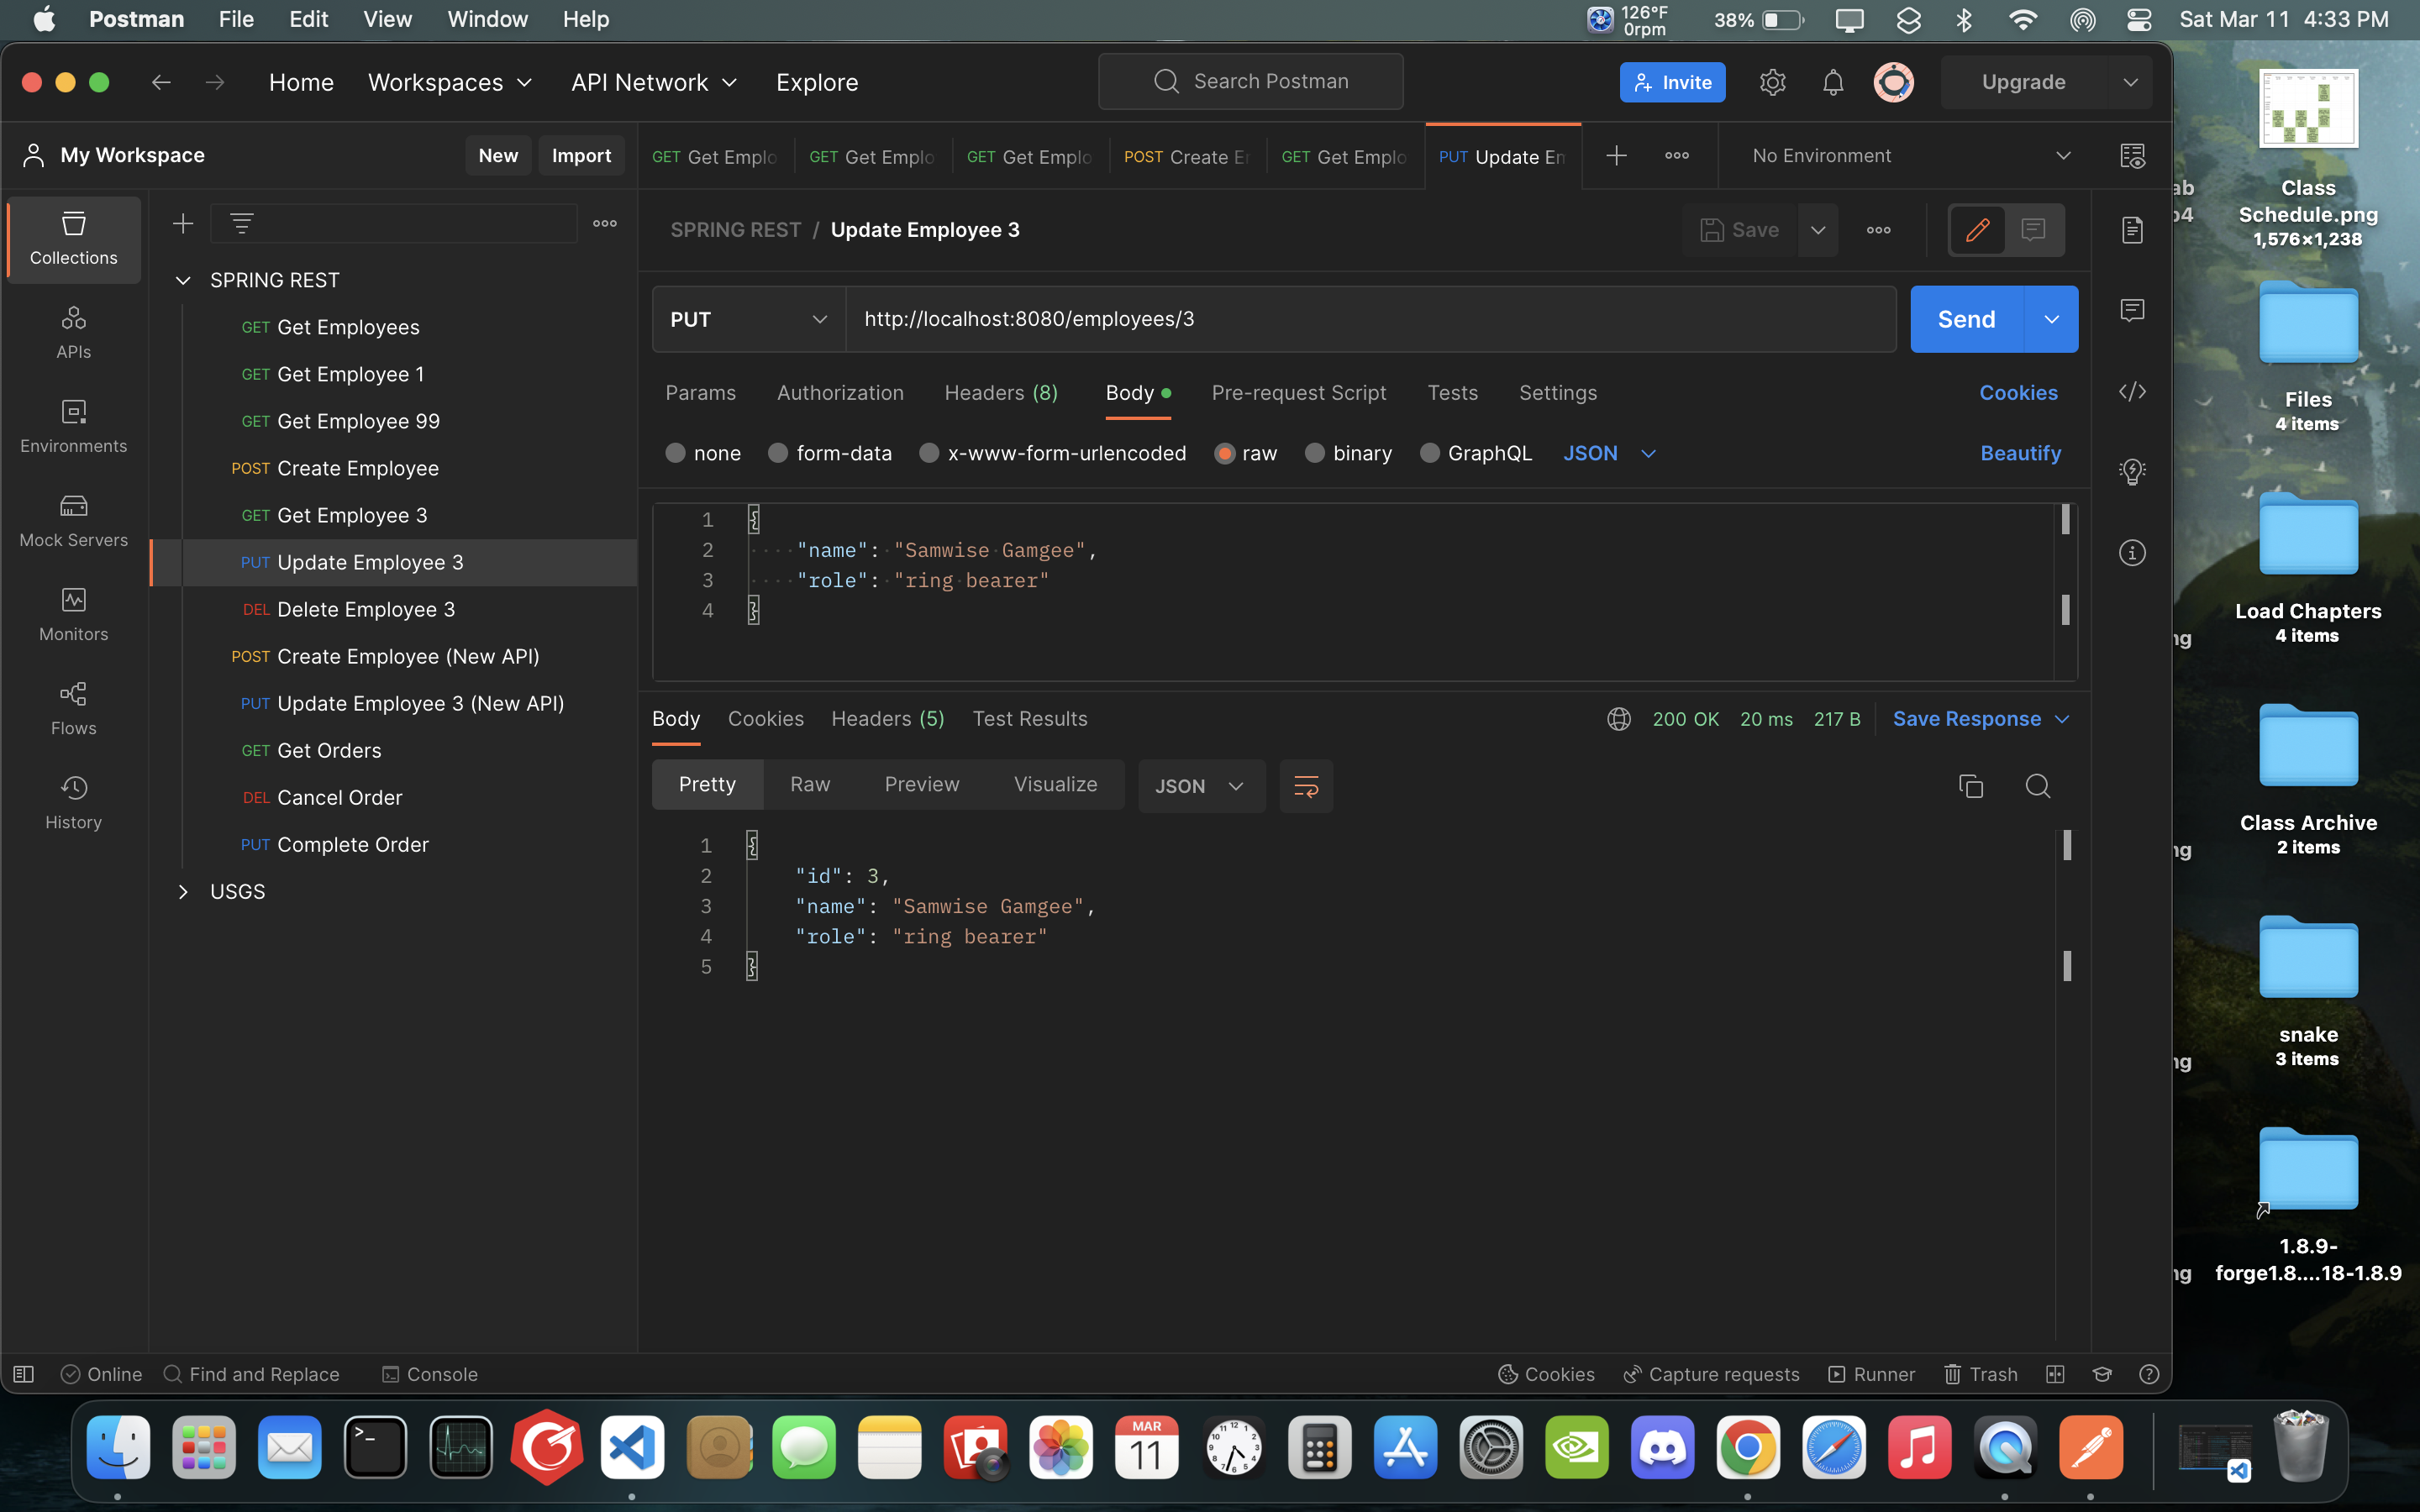 Postman File Edit View Window Help
126°F
0rpm
38%
Sat Mar 11 4:33 PM
Home Workspaces API Network Explore
Search Postman
Invite
Upgrade
My Workspace
New
Import
GET Get Emplo
GET Get Emplo
GET Get Emplo
POST Create Er
GET Get Emplo
PUT Update Em
No Environment
Collections
APIs
Environments
Mock Servers
Monitors
Flows
History
SPRING REST
GET Get Employees
GET Get Employee 1
GET Get Employee 99
POST Create Employee
GET Get Employee 3
PUT Update Employee 3
DEL Delete Employee 3
POST Create Employee (New API)
PUT Update Employee 3 (New API)
GET Get Orders
DEL Cancel Order
PUT Complete Order
USGS
SPRING REST / Update Employee 3
Save
PUT
http://localhost:8080/employees/3
Send
Params Authorization Headers (8) Body Pre-request Script Tests Settings
Cookies
none form-data x-www-form-urlencoded raw binary GraphQL JSON
Beautify
1 {
2 "name": "Samwise Gamgee",
3 "role": "ring bearer"
4 }
Body Cookies Headers (5) Test Results
200 OK 20 ms 217 B
Save Response
Pretty Raw Preview Visualize
JSON
1 {
2 "id": 3,
3 "name": "Samwise Gamgee",
4 "role": "ring bearer"
5 }
Online
Find and Replace
Console
Cookies
Capture requests
Runner
Trash
Class
Schedule.png
1,576×1,238
Files
4 items
Load Chapters
4 items
Class Archive
2 items
snake
3 items
1.8.9-
forge1.8....18-1.8.9
ab
p4
ng
ng
ng
ng
MAR
11